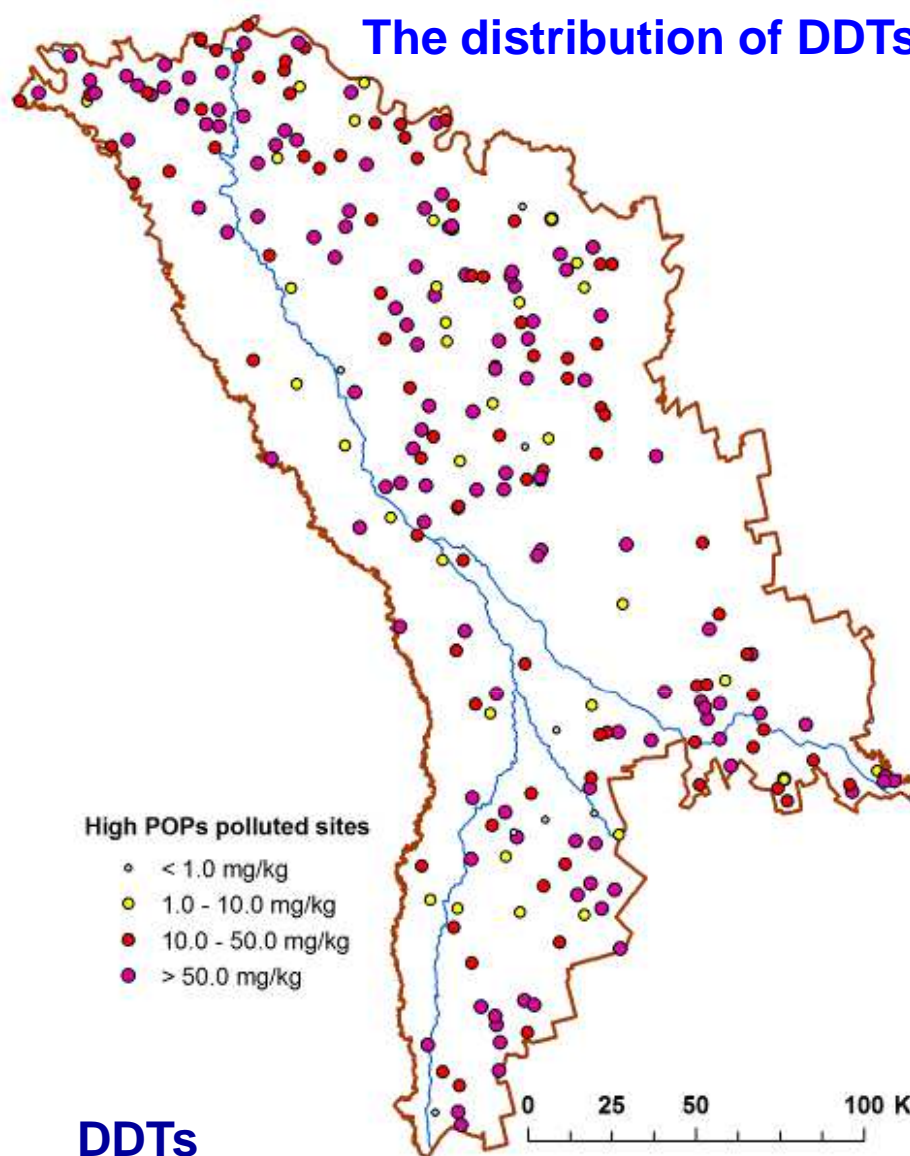 The distribution of DDTs
High POPs polluted sites
< 1.0 mg/kg
1.0 - 10.0 mg/kg
10.0 - 50.0 mg/kg
> 50.0 mg/kg
0 25 50 100 K
DDTs